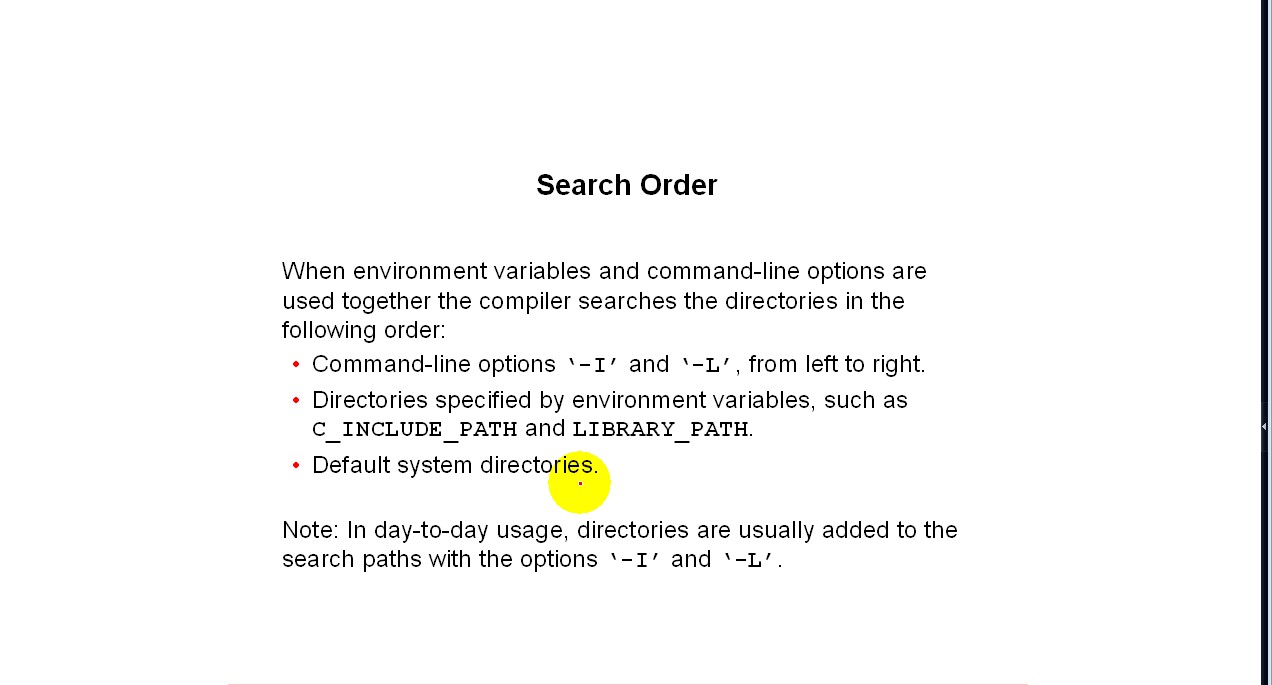 Search Order
When environment variables and command-line options are
used together the compiler searches the directories in the
following order:
• Command-line options ‘-I’ and ‘-L’, from left to right.
• Directories specified by environment variables, such as
C_INCLUDE_PATH and LIBRARY_PATH.
• Default system directories.
Note: In day-to-day usage, directories are usually added to the
search paths with the options ‘-I’ and ‘-L’.